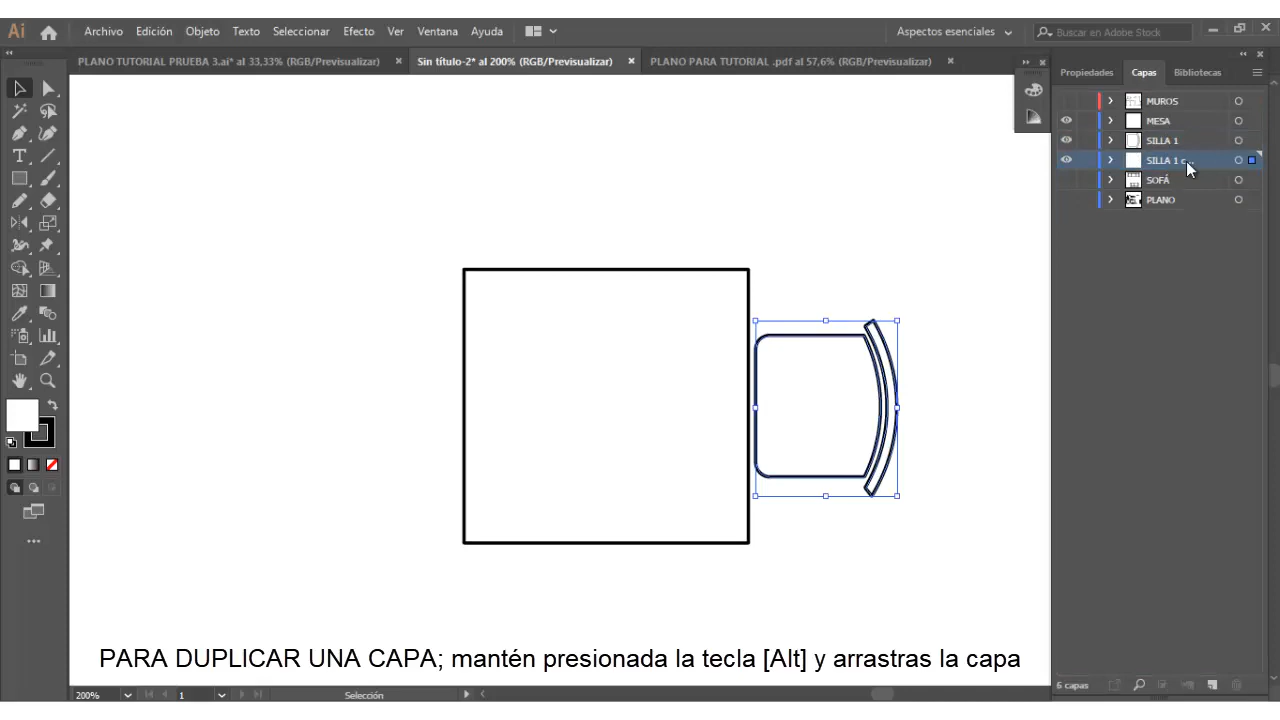 Ai
Archivo Edición Objeto Texto Seleccionar Efecto Ver Ventana Ayuda
Aspectos esenciales
Buscar en Adobe Stock
PLANO TUTORIAL PRUEBA 3.ai* al 33,33% (RGB/Previsualizar)
Sin título-2* al 200% (RGB/Previsualizar)
PLANO PARA TUTORIAL .pdf al 57,6% (RGB/Previsualizar)
Propiedades Capas Bibliotecas
MUROS
MESA
SILLA 1
SILLA 1 c...
SOFÁ
PLANO
PARA DUPLICAR UNA CAPA; mantén presionada la tecla [Alt] y arrastras la capa
200% 1 Selección
6 capas